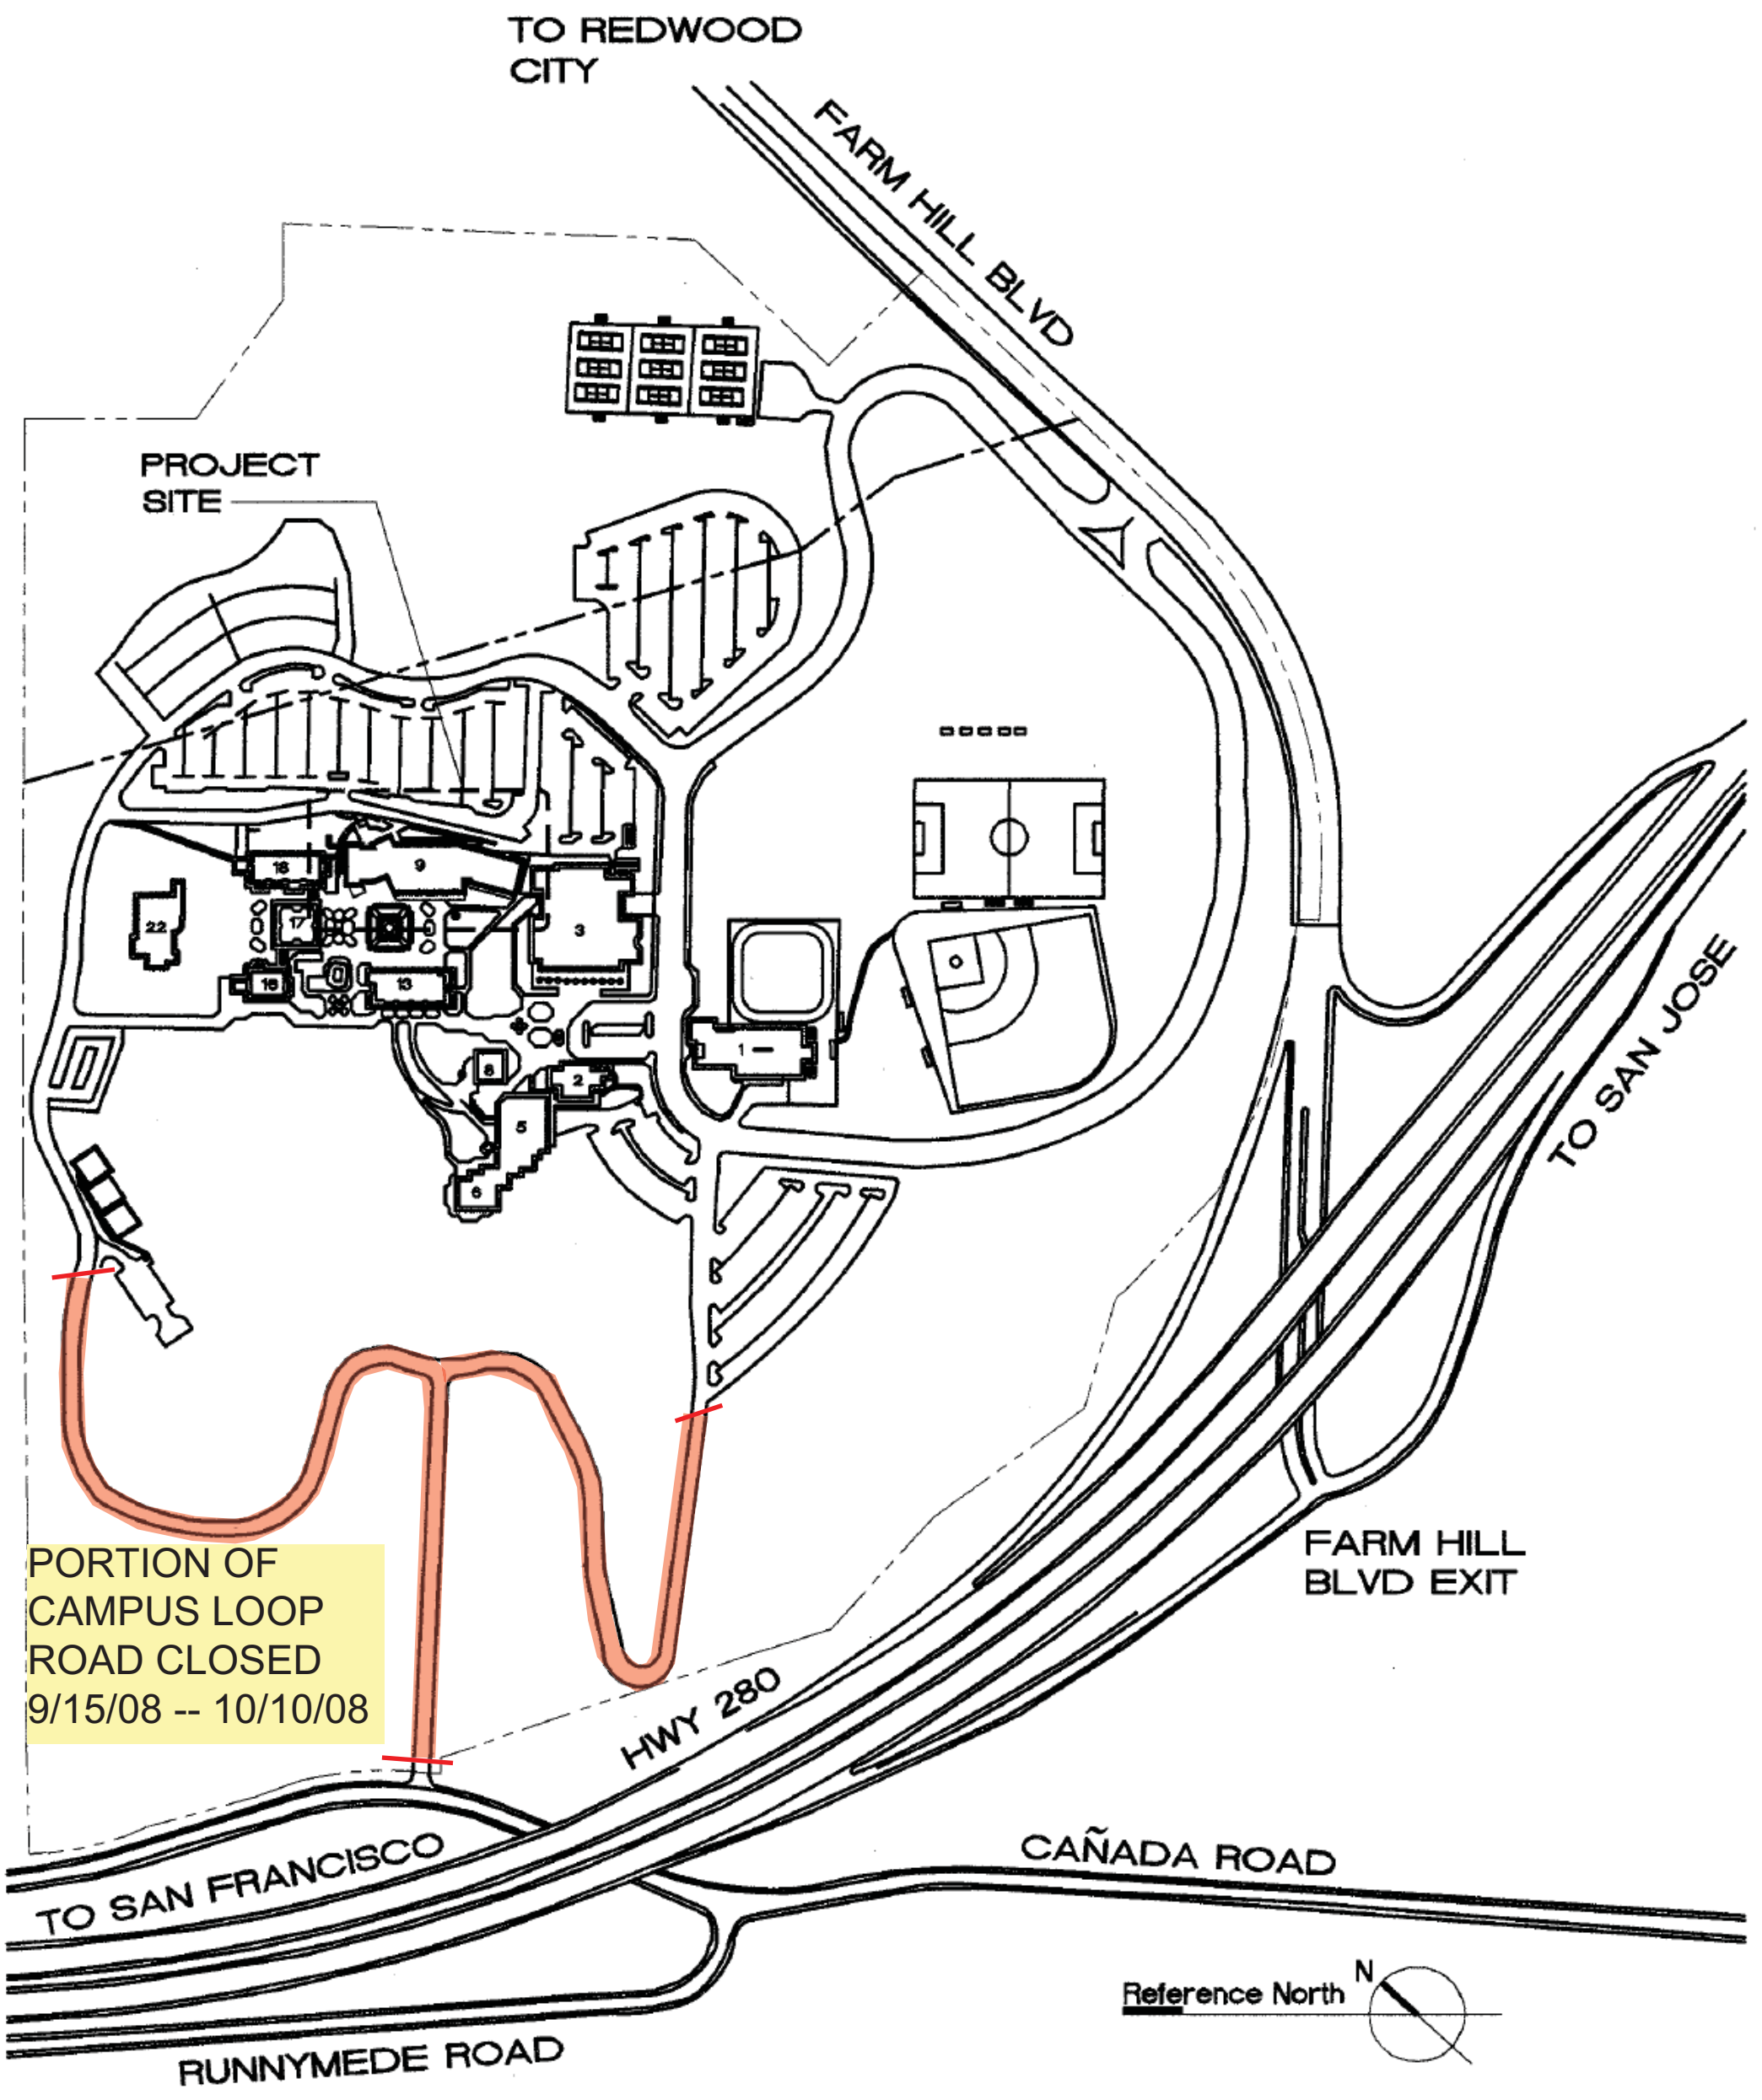 TO REDWOOD
CITY
FARM HILL BLVD
PROJECT
SITE
18
9
22
17
3
16
13
1
8
2
5
6
TO SAN JOSE
FARM HILL
BLVD EXIT
PORTION OF
CAMPUS LOOP
ROAD CLOSED
9/15/08 -- 10/10/08
HWY 280
TO SAN FRANCISCO
CAÑADA ROAD
Reference North
N
RUNNYMEDE ROAD